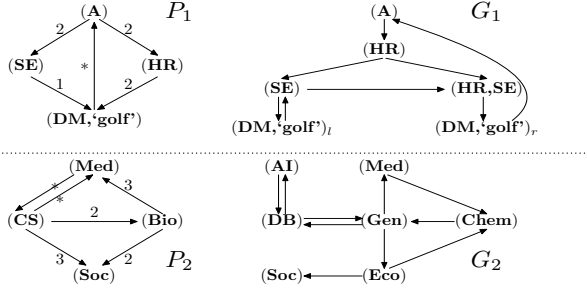 (A) P1 (A) G1
2 2
(HR)
(SE) * (HR)
1 2 (SE) (HR,SE)
(DM,‘golf’) (DM,‘golf’)l (DM,‘golf’)r
(Med) (AI) (Med)
* 3
*
(CS) 2 (Bio) (DB) (Gen) (Chem)
3 2
(Soc) P2 (Soc) (Eco) G2